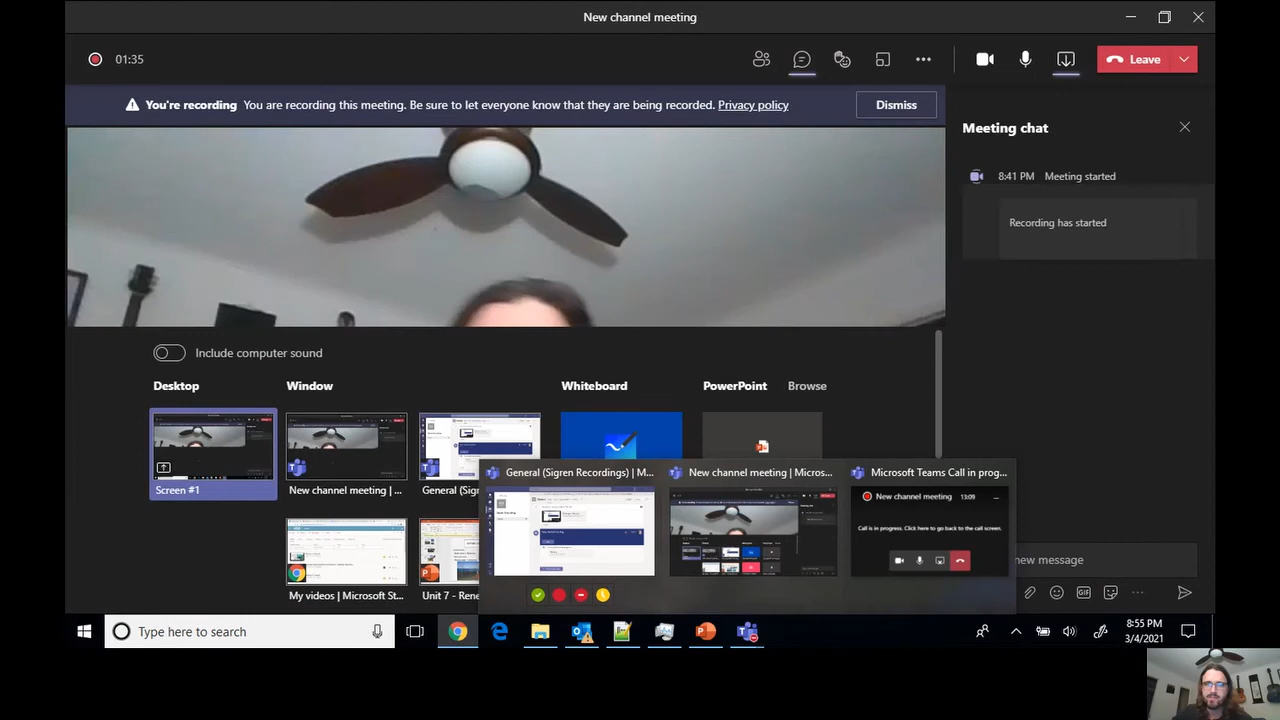 New channel meeting
01:35
Leave
You're recording You are recording this meeting. Be sure to let everyone know that they are being recorded. Privacy policy
Dismiss
Meeting chat
8:41 PM Meeting started
Recording has started
Include computer sound
Desktop
Window
Whiteboard
PowerPoint
Browse
Screen #1
New channel meeting | ...
General (Sigr
My videos | Microsoft St...
Unit 7 - Rene
General (Sigren Recordings) | M...
New channel meeting | Micros...
Microsoft Teams Call in prog...
New channel meeting 13:09
Call is in progress. Click here to go back to the call screen.
new message
GIF
Type here to search
8:55 PM
3/4/2021